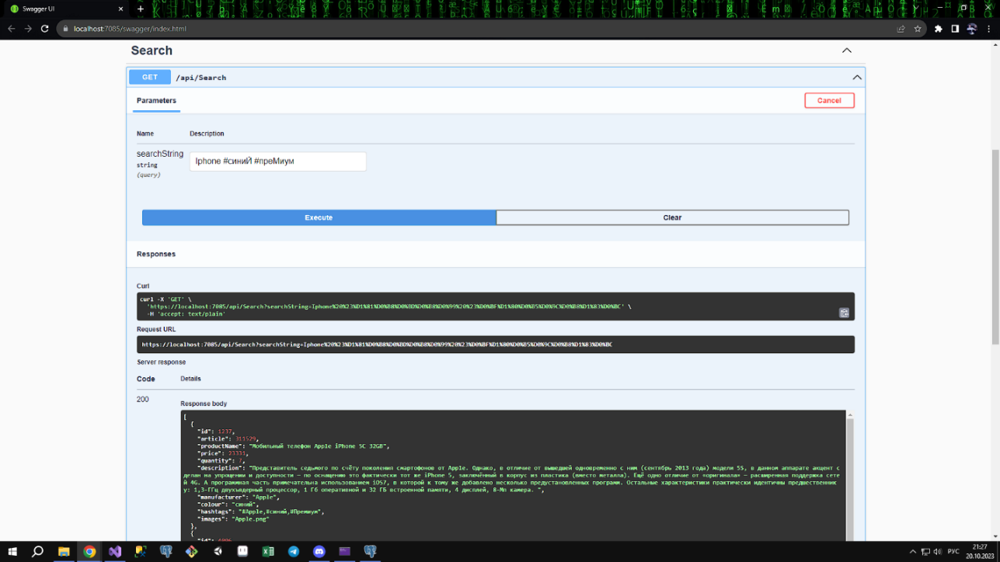 Swagger UI
localhost:7085/swagger/index.html
Search
GET /api/Search
Parameters
Cancel
Name Description
searchString
string
(query)
Iphone #синиЙ #преМиум
Execute Clear
Responses
Curl
curl -X 'GET' \
'https://localhost:7085/api/Search?searchString=Iphone%20%23%D1%81%D0%B8%D0%BD%D0%B8%D0%99%20%23%D0%BF%D1%80%D0%B5%D0%9C%D0%B8%D1%83%D0%BC' \
-H 'accept: text/plain'
Request URL
https://localhost:7085/api/Search?searchString=Iphone%20%23%D1%81%D0%B8%D0%BD%D0%B8%D0%99%20%23%D0%BF%D1%80%D0%B5%D0%9C%D0%B8%D1%83%D0%BC
Server response
Code Details
200
Response body
[
{
"id": 1237,
"article": 311529,
"productName": "Мобильный телефон Apple iPhone 5C 32GB",
"price": 23331,
"quantity": 7,
"description": "Представитель седьмого по счёту поколения смартфонов от Apple. Однако, в отличие от вышедшей одновременно с ним (сентябрь 2013 года) модели 5S, в данном аппарате акцент с
делан на упрощении и доступности – по оснащению это фактически тот же iPhone 5, заключённый в корпус из пластика (вместо металла). Ещё одно отличие от «оригинала» – расширенная поддержка сете
й 4G. А программная часть примечательна использованием iOS7, в которой к тому же добавлено несколько предустановленных программ. Остальные характеристики практически идентичны предшественник
у: 1,3-ГГц двухъядерный процессор, 1 Гб оперативной и 32 ГБ встроенной памяти, 4 дисплей, 8-Мп камера. ",
"manufacturer": "Apple",
"colour": "синий",
"hashtags": "#Apple,#синий,#Премиум",
"images": "Apple.png"
},
{
"id": 4006
РУС
21:27
20.10.2023